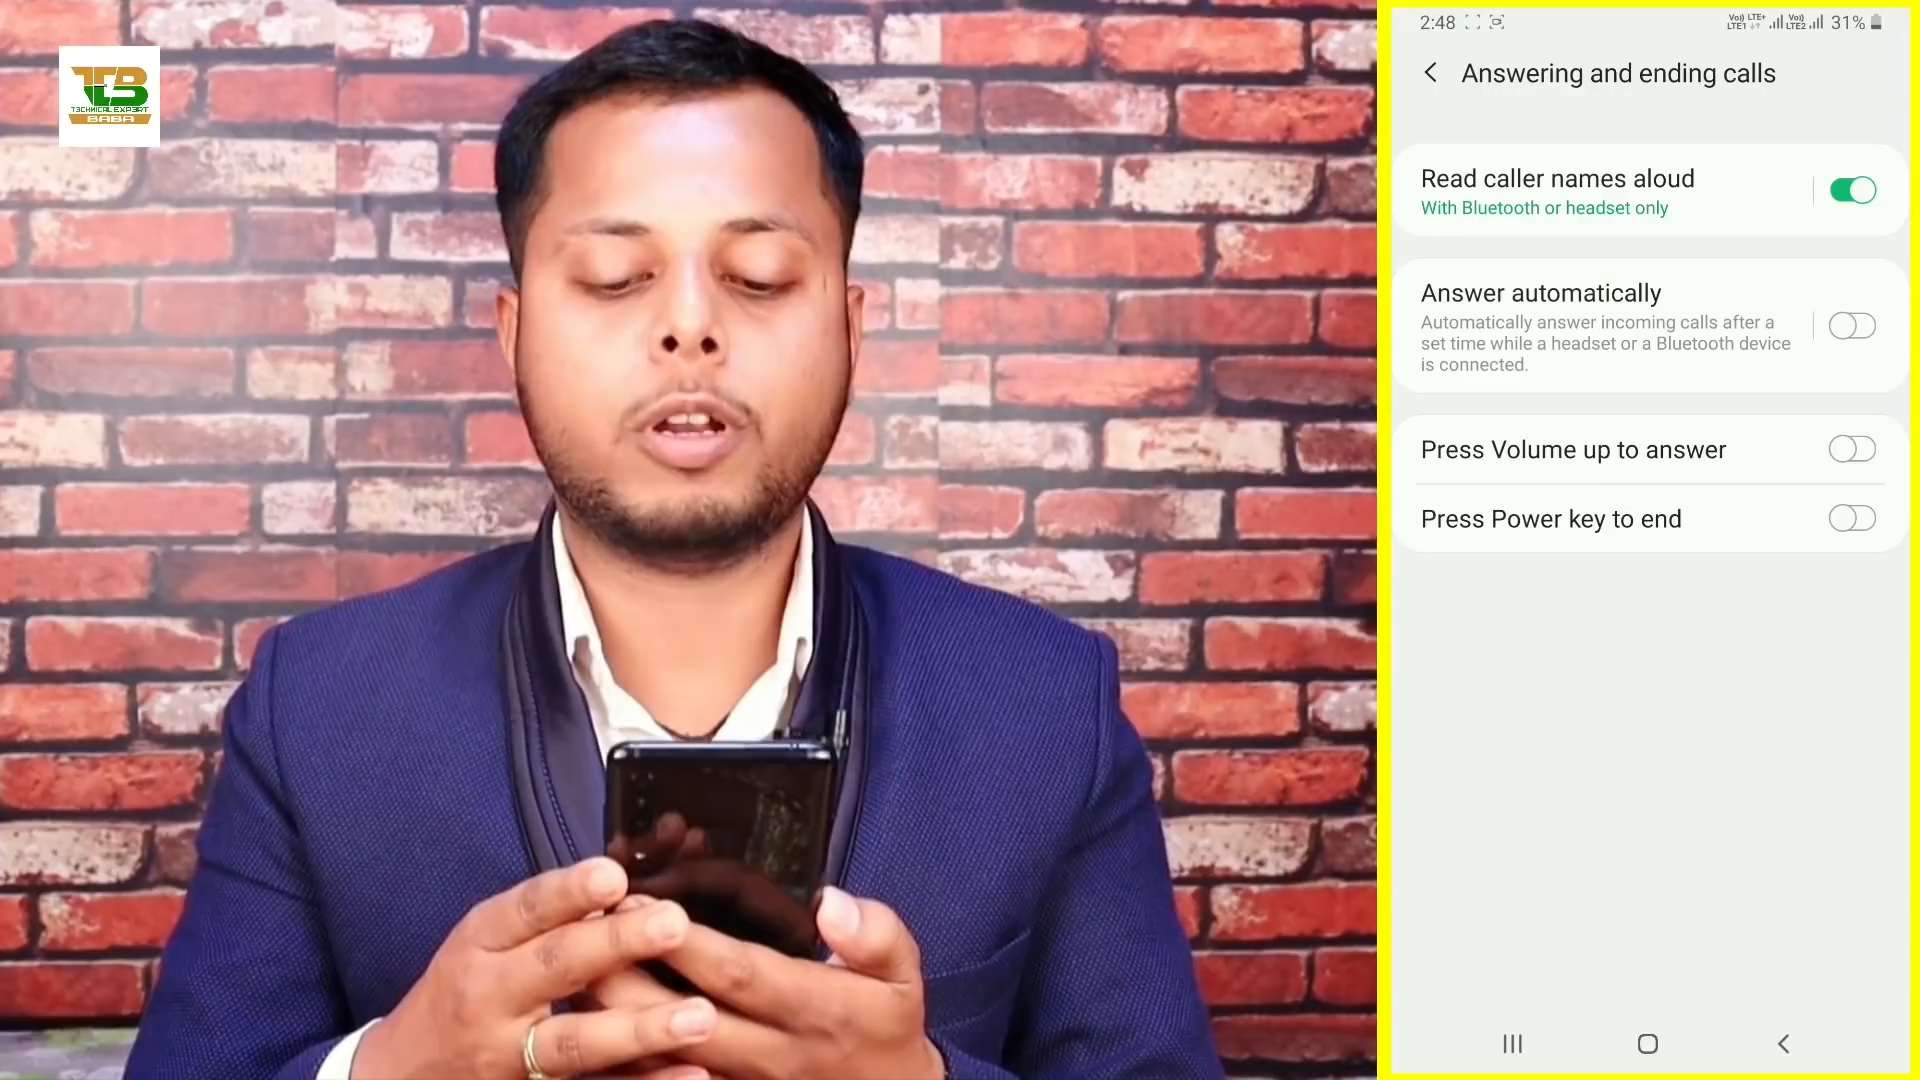 TECHNICAL EXPERT
BABA
2:48
31%
Answering and ending calls
Read caller names aloud
With Bluetooth or headset only
Answer automatically
Automatically answer incoming calls after a
set time while a headset or a Bluetooth device
is connected.
Press Volume up to answer
Press Power key to end